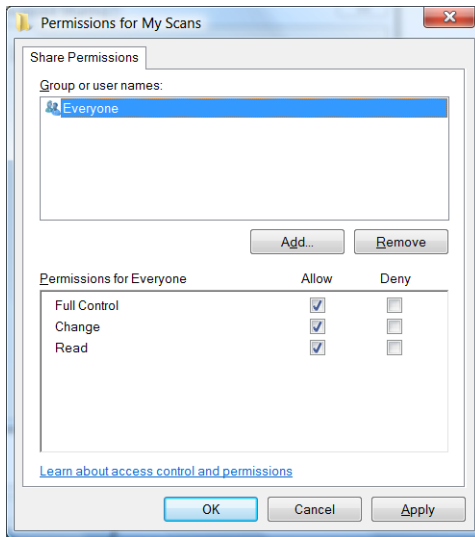 Permissions for My Scans
Share Permissions
Group or user names:
Everyone
Add... Remove
Permissions for Everyone Allow Deny
Full Control
Change
Read
Learn about access control and permissions
OK Cancel Apply